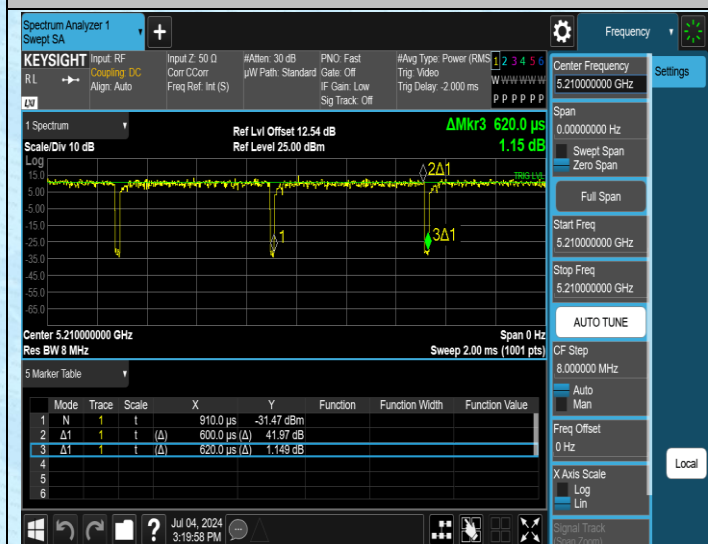 Spectrum Analyzer 1
Swept SA
Frequency
KEYSIGHT
RL
LXI
Input: RF
Coupling: DC
Align: Auto
Input Z: 50 Ω
Corr CCorr
Freq Ref: Int (S)
#Atten: 30 dB
µW Path: Standard
PNO: Fast
Gate: Off
IF Gain: Low
Sig Track: Off
#Avg Type: Power (RMS
Trig: Video
Trig Delay: -2.000 ms
1 2 3 4 5 6
W W W W W W
P P P P P P
1 Spectrum
Scale/Div 10 dB
Ref Lvl Offset 12.54 dB
Ref Level 25.00 dBm
ΔMkr3 620.0 µs
1.15 dB
Log
15.0
5.00
-5.00
-15.0
-25.0
-35.0
-45.0
-55.0
-65.0
2Δ1
TRIG LVL
1
3Δ1
Center 5.210000000 GHz
Res BW 8 MHz
Span 0 Hz
Sweep 2.00 ms (1001 pts)
5 Marker Table
Mode Trace Scale X Y Function Function Width Function Value
1 N 1 t 910.0 µs -31.47 dBm
2 Δ1 1 t (Δ) 600.0 µs (Δ) 41.97 dB
3 Δ1 1 t (Δ) 620.0 µs (Δ) 1.149 dB
4
5
6
Jul 04, 2024
3:19:58 PM
Center Frequency
5.210000000 GHz
Settings
Span
0.00000000 Hz
Swept Span
Zero Span
Full Span
Start Freq
5.210000000 GHz
Stop Freq
5.210000000 GHz
AUTO TUNE
CF Step
8.000000 MHz
Auto
Man
Freq Offset
0 Hz
Local
X Axis Scale
Log
Lin
Signal Track
(Span Zoom)